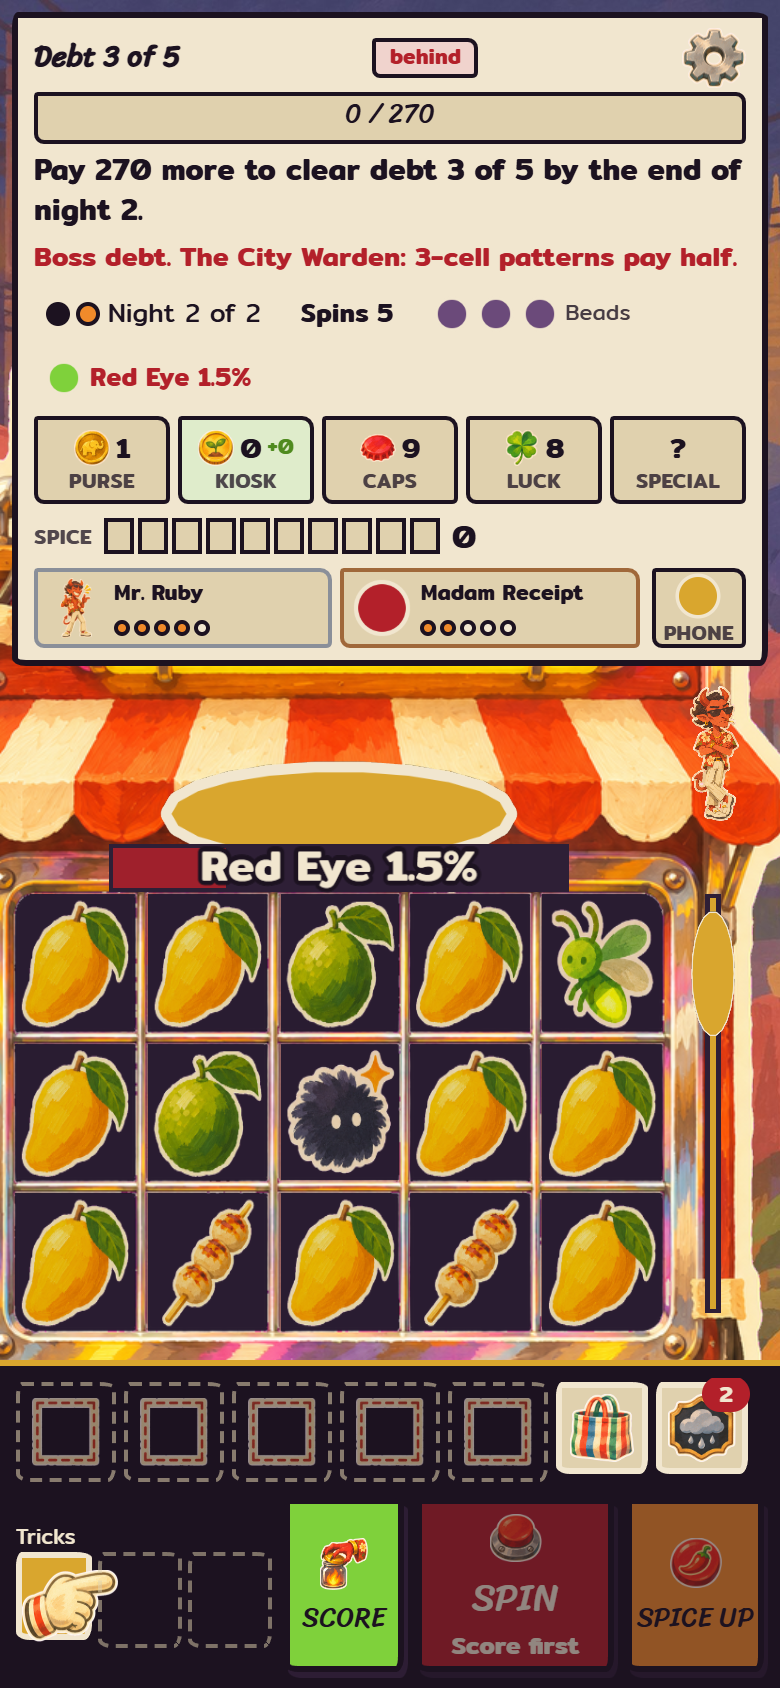 Debt 3 of 5
behind
0 / 270
Pay 270 more to clear debt 3 of 5 by the end of
night 2.
Boss debt. The City Warden: 3-cell patterns pay half.
Night 2 of 2
Spins 5
Beads
Red Eye 1.5%
1
PURSE
0 +0
KIOSK
9
CAPS
8
LUCK
?
SPECIAL
SPICE
0
Mr. Ruby
Madam Receipt
PHONE
Red Eye 1.5%
2
Tricks
SCORE
SPIN
Score first
SPICE UP